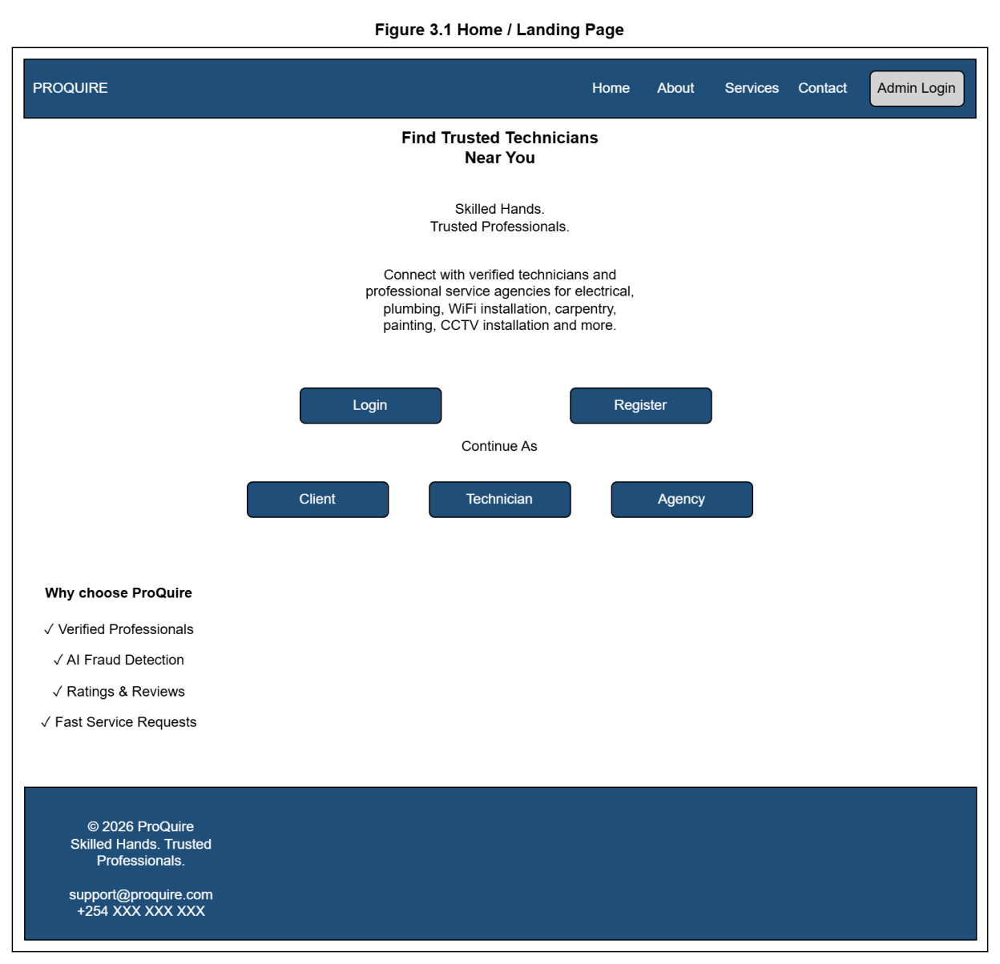 Figure 3.1 Home / Landing Page
PROQUIRE
Home
About
Services
Contact
Admin Login
Find Trusted Technicians
Near You
Skilled Hands.
Trusted Professionals.
Connect with verified technicians and
professional service agencies for electrical,
plumbing, WiFi installation, carpentry,
painting, CCTV installation and more.
Login
Register
Continue As
Client
Technician
Agency
Why choose ProQuire
✓ Verified Professionals
✓ AI Fraud Detection
✓ Ratings & Reviews
✓ Fast Service Requests
© 2026 ProQuire
Skilled Hands. Trusted
Professionals.
support@proquire.com
+254 XXX XXX XXX